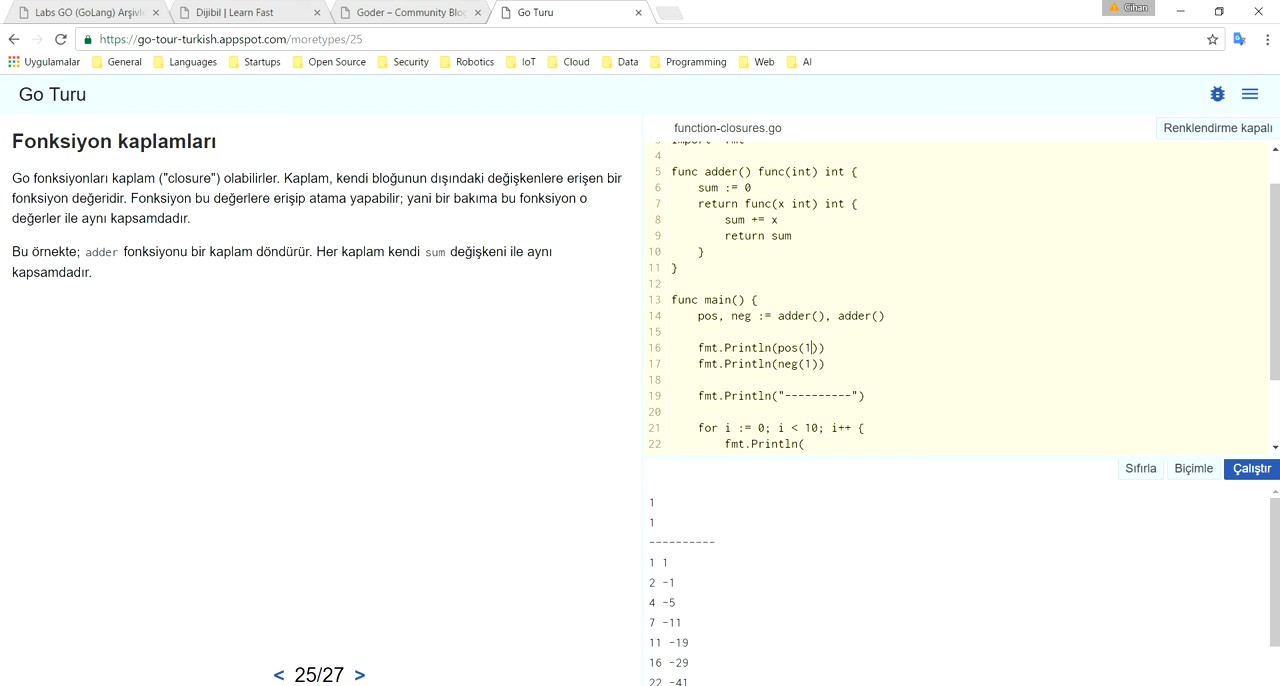 Labs GO (GoLang) Arşivle
Dijibil | Learn Fast
Goder – Community Blog
Go Turu
Cihan
https://go-tour-turkish.appspot.com/moretypes/25
Uygulamalar
General
Languages
Startups
Open Source
Security
Robotics
IoT
Cloud
Data
Programming
Web
AI
Go Turu
Fonksiyon kaplamları
Go fonksiyonları kaplam ("closure") olabilirler. Kaplam, kendi bloğunun dışındaki değişkenlere erişen bir
fonksiyon değeridir. Fonksiyon bu değerlere erişip atama yapabilir; yani bir bakıma bu fonksiyon o
değerler ile aynı kapsamdadır.
Bu örnekte; adder fonksiyonu bir kaplam döndürür. Her kaplam kendi sum değişkeni ile aynı
kapsamdadır.
< 25/27 >
function-closures.go
Renklendirme kapalı
3 import "fmt"
4
5 func adder() func(int) int {
6 sum := 0
7 return func(x int) int {
8 sum += x
9 return sum
10 }
11 }
12
13 func main() {
14 pos, neg := adder(), adder()
15
16 fmt.Println(pos(1))
17 fmt.Println(neg(1))
18
19 fmt.Println("----------")
20
21 for i := 0; i < 10; i++ {
22 fmt.Println(
Sıfırla
Biçimle
Çalıştır
1
1
----------
1 1
2 -1
4 -5
7 -11
11 -19
16 -29
22 -41